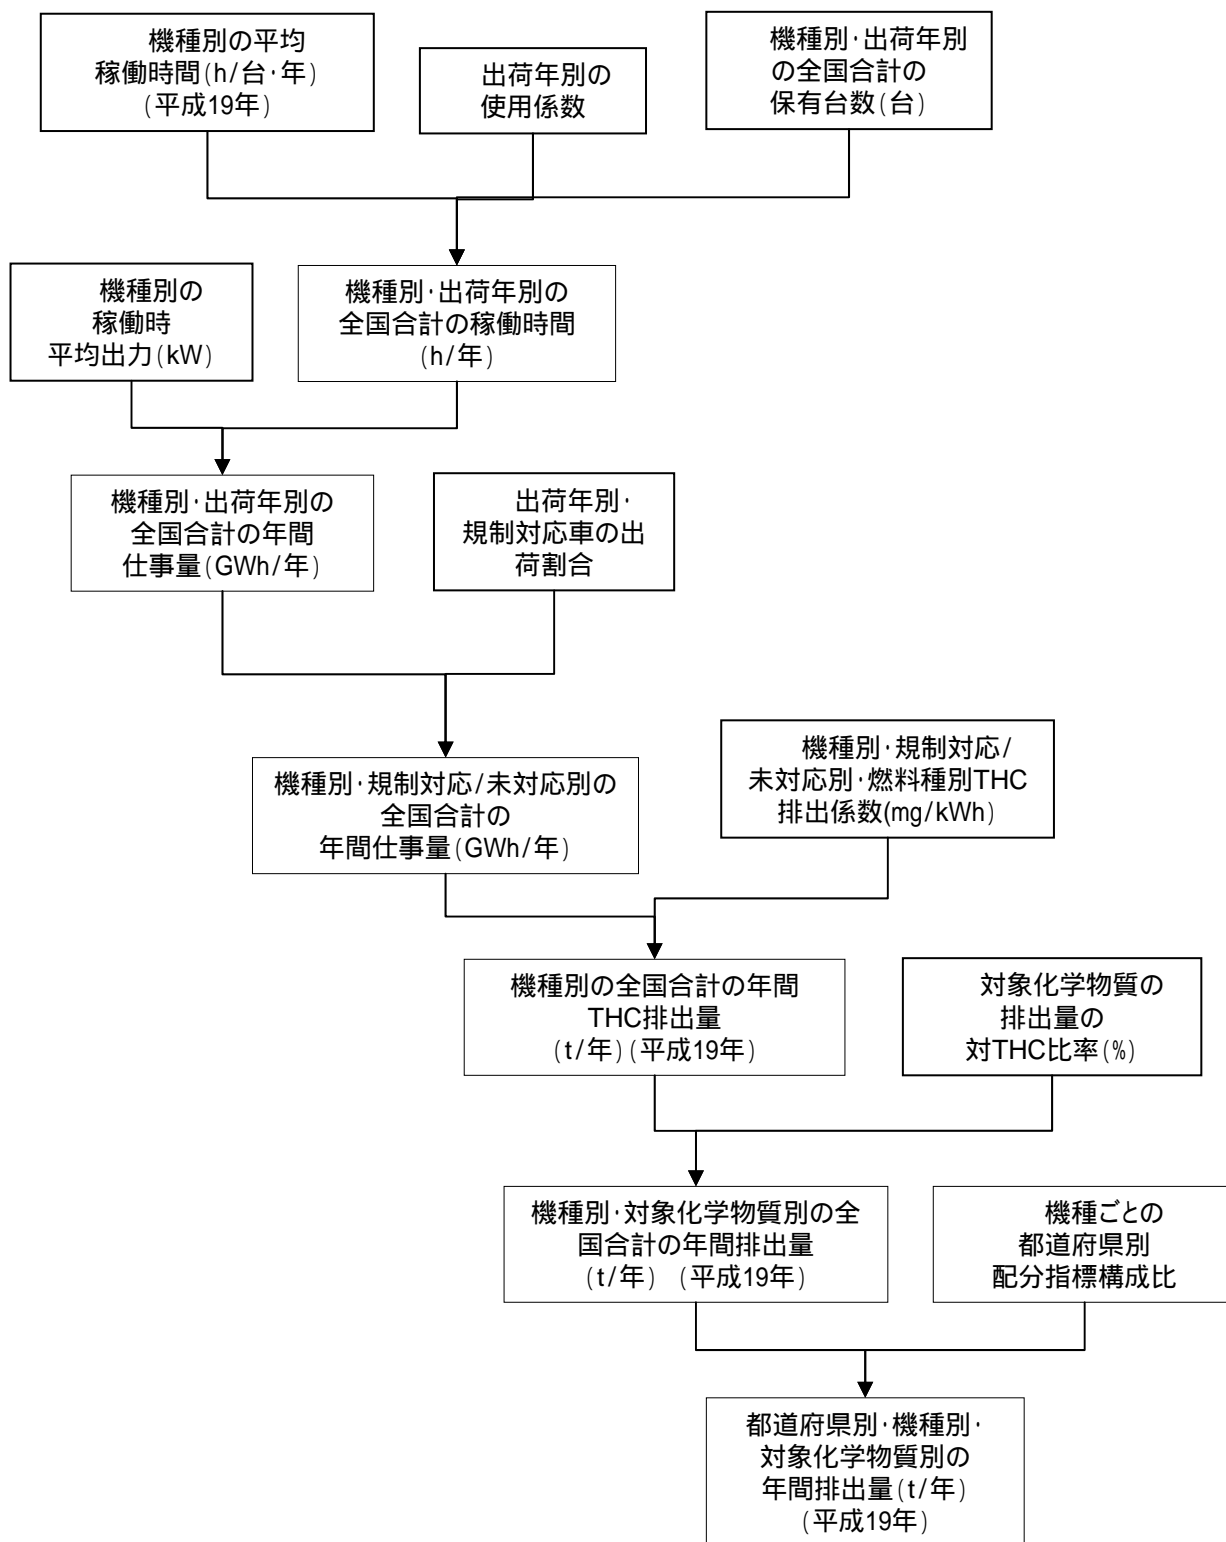 機種別の平均
稼働時間(h/台·年)
(平成19年)
出荷年別の
使用係数
機種別·出荷年別
の全国合計の
保有台数(台)
機種別の
稼働時
平均出力(kW)
機種別·出荷年別の
全国合計の稼働時間
(h/年)
機種別·出荷年別の
全国合計の年間
仕事量(GWh/年)
出荷年別·
規制対応車の出
荷割合
機種別·規制対応/未対応別の
全国合計の
年間仕事量(GWh/年)
機種別·規制対応/
未対応別·燃料種別THC
排出係数(mg/kWh)
機種別の全国合計の年間
THC排出量
(t/年)(平成19年)
対象化学物質の
排出量の
対THC比率(%)
機種別·対象化学物質別の全
国合計の年間排出量
(t/年) (平成19年)
機種ごとの
都道府県別
配分指標構成比
都道府県別·機種別·
対象化学物質別の
年間排出量(t/年)
(平成19年)